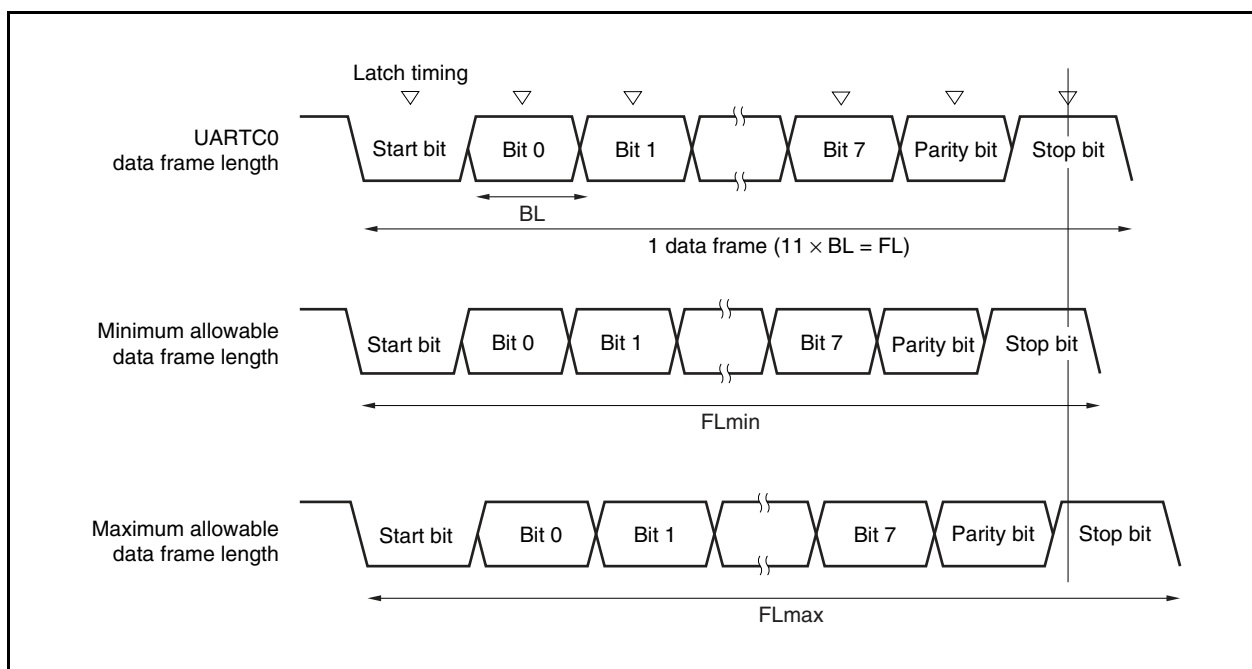 Latch timing
UARTC0
data frame length
Start bit
Bit 0
Bit 1
Bit 7
Parity bit
Stop bit
BL
1 data frame (11 × BL = FL)
Minimum allowable
data frame length
Start bit
Bit 0
Bit 1
Bit 7
Parity bit
Stop bit
FLmin
Maximum allowable
data frame length
Start bit
Bit 0
Bit 1
Bit 7
Parity bit
Stop bit
FLmax